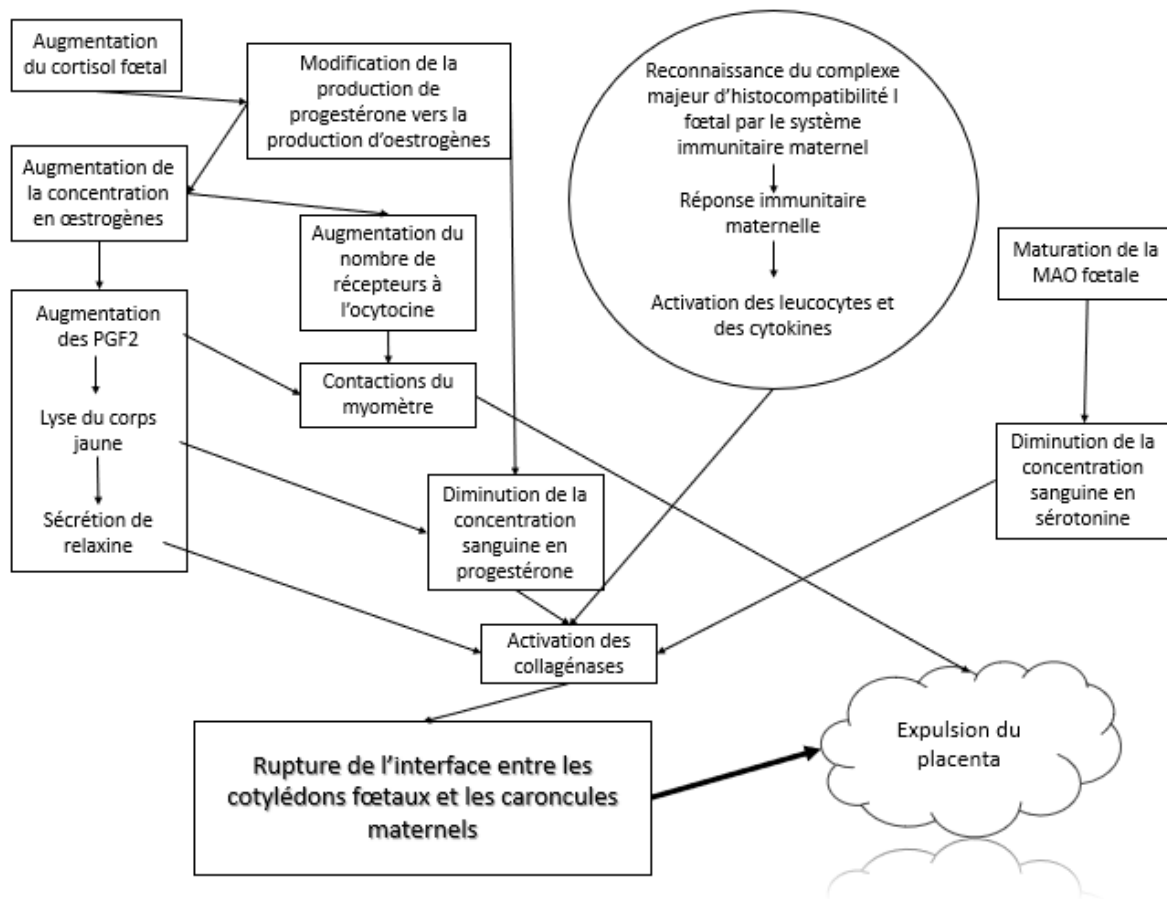 Augmentation
du cortisol fœtal
Modification de la
production de
progestérone vers la
production d'oestrogènes
Reconnaissance du complexe
majeur d'histocompatibilité I
fœtal par le système
immunitaire maternel
Réponse immunitaire
maternelle
Activation des leucocytes et
des cytokines
Augmentation de
la concentration
en œstrogènes
Augmentation du
nombre de
récepteurs à
l'ocytocine
Maturation de la
MAO fœtale
Augmentation
des PGF2
Lyse du corps
jaune
Sécrétion de
relaxine
Contactions du
myomètre
Diminution de la
concentration
sanguine en
progestérone
Diminution de la
concentration
sanguine en
sérotonine
Activation des
collagénases
Rupture de l'interface entre les
cotylédons fœtaux et les caroncules
maternels
Expulsion du
placenta